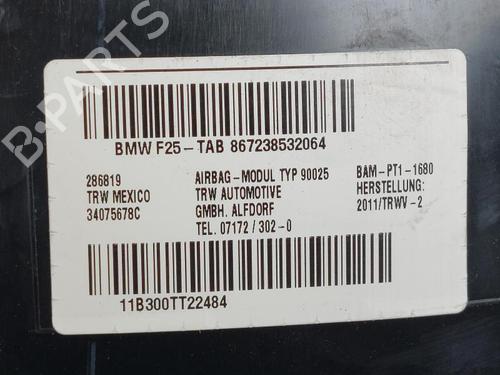 B-PARTS
BMW F25-TAB 867238532064
286819
TRW MEXICO
34075678C
AIRBAG-MODUL TYP 90025
TRW AUTOMOTIVE
GMBH. ALFDORF
TEL. 07172/302-0
BAM-PT1-1680
HERSTELLUNG:
2011/TRWV-2
11B300TT22484